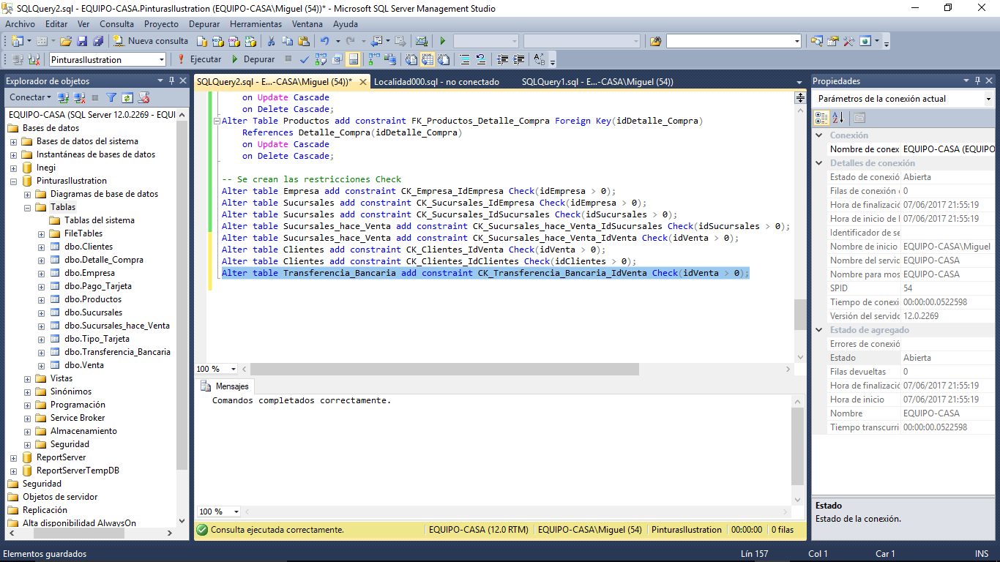 SQLQuery2.sql - EQUIPO-CASA.PinturasIlustration (EQUIPO-CASA\Miguel (54))* - Microsoft SQL Server Management Studio
Archivo Editar Ver Consulta Proyecto Depurar Herramientas Ventana Ayuda
Nueva consulta
PinturasIlustration Ejecutar Depurar
Explorador de objetos
Conectar
EQUIPO-CASA (SQL Server 12.0.2269 - EQUI
Bases de datos
Bases de datos del sistema
Instantáneas de bases de datos
Inegi
PinturasIlustration
Diagramas de base de datos
Tablas
Tablas del sistema
FileTables
dbo.Clientes
dbo.Detalle_Compra
dbo.Empresa
dbo.Pago_Tarjeta
dbo.Productos
dbo.Sucursales
dbo.Sucursales_hace_Venta
dbo.Tipo_Tarjeta
dbo.Transferencia_Bancaria
dbo.Venta
Vistas
Sinónimos
Programación
Service Broker
Almacenamiento
Seguridad
ReportServer
ReportServerTempDB
Seguridad
Objetos de servidor
Replicación
Alta disponibilidad AlwaysOn
SQLQuery2.sql - E...-CASA\Miguel (54))* Localidad000.sql - no conectado SQLQuery1.sql - E...-CASA\Miguel (54))
on Update Cascade
on Delete Cascade;
Alter Table Productos add constraint FK_Productos_Detalle_Compra Foreign Key(idDetalle_Compra)
References Detalle_Compra(idDetalle_Compra)
on Update Cascade
on Delete Cascade;
-- Se crean las restricciones Check
Alter table Empresa add constraint CK_Empresa_IdEmpresa Check(idEmpresa > 0);
Alter table Sucursales add constraint CK_Sucursales_IdEmpresa Check(idEmpresa > 0);
Alter table Sucursales add constraint CK_Sucursales_IdSucursales Check(idSucursales > 0);
Alter table Sucursales_hace_Venta add constraint CK_Sucursales_hace_Venta_IdSucursales Check(idSucursales > 0);
Alter table Sucursales_hace_Venta add constraint CK_Sucursales_hace_Venta_IdVenta Check(idVenta > 0);
Alter table Clientes add constraint CK_Clientes_IdVenta Check(idVenta > 0);
Alter table Clientes add constraint CK_Clientes_IdClientes Check(idClientes > 0);
Alter table Transferencia_Bancaria add constraint CK_Transferencia_Bancaria_IdVenta Check(idVenta > 0);
100 %
Mensajes
Comandos completados correctamente.
100 %
Consulta ejecutada correctamente. EQUIPO-CASA (12.0 RTM) EQUIPO-CASA\Miguel (54) PinturasIlustration 00:00:00 0 filas
Propiedades
Parámetros de la conexión actual
Conexión
Nombre de conex EQUIPO-CASA (EQUIPO
Detalles de conexión
Estado de conexió Abierta
Filas de conexión 0
Hora de finalizació 07/06/2017 21:55:19
Hora de inicio de l 07/06/2017 21:55:19
Identificador de se
Nombre de inicio EQUIPO-CASA\Miguel
Nombre del servid EQUIPO-CASA
Nombre para mos EQUIPO-CASA
SPID 54
Tiempo de conexi 00:00:00.0522598
Versión del servido 12.0.2269
Estado de agregado
Errores de conexió
Estado Abierta
Filas devueltas 0
Hora de finalizació 07/06/2017 21:55:19
Hora de inicio 07/06/2017 21:55:19
Nombre EQUIPO-CASA
Tiempo transcurri 00:00:00.0522598
Estado
Estado de la conexión.
Elementos guardados Lín 157 Col 1 Car 1 INS